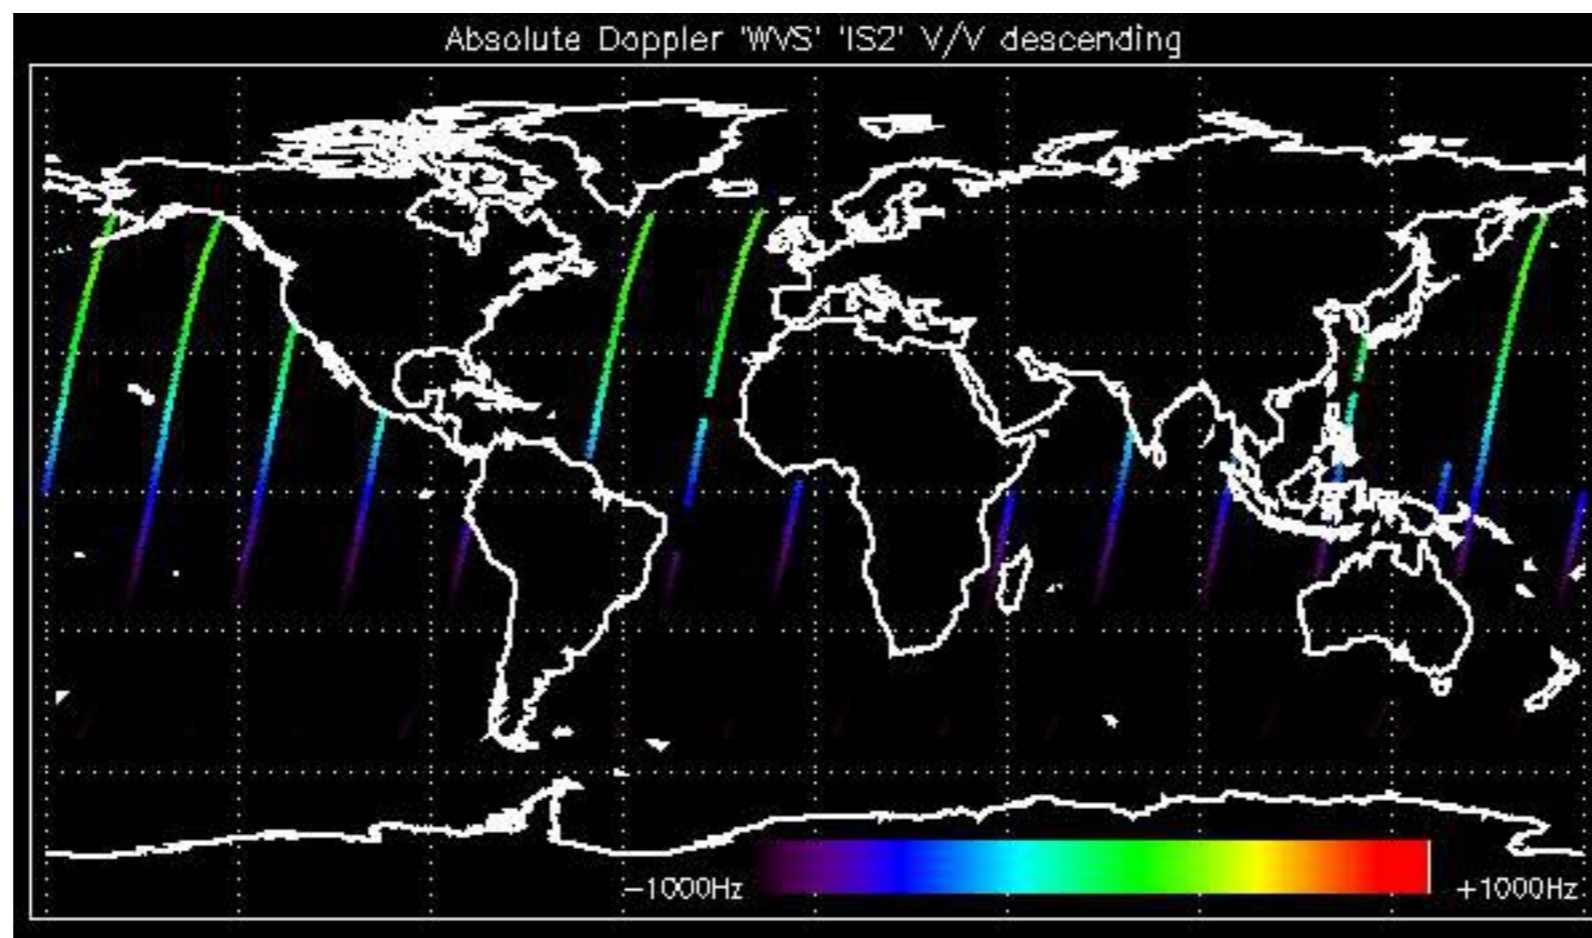 Absolute Doppler 'WVS' 'IS2' V/V descending
-1000Hz +1000Hz